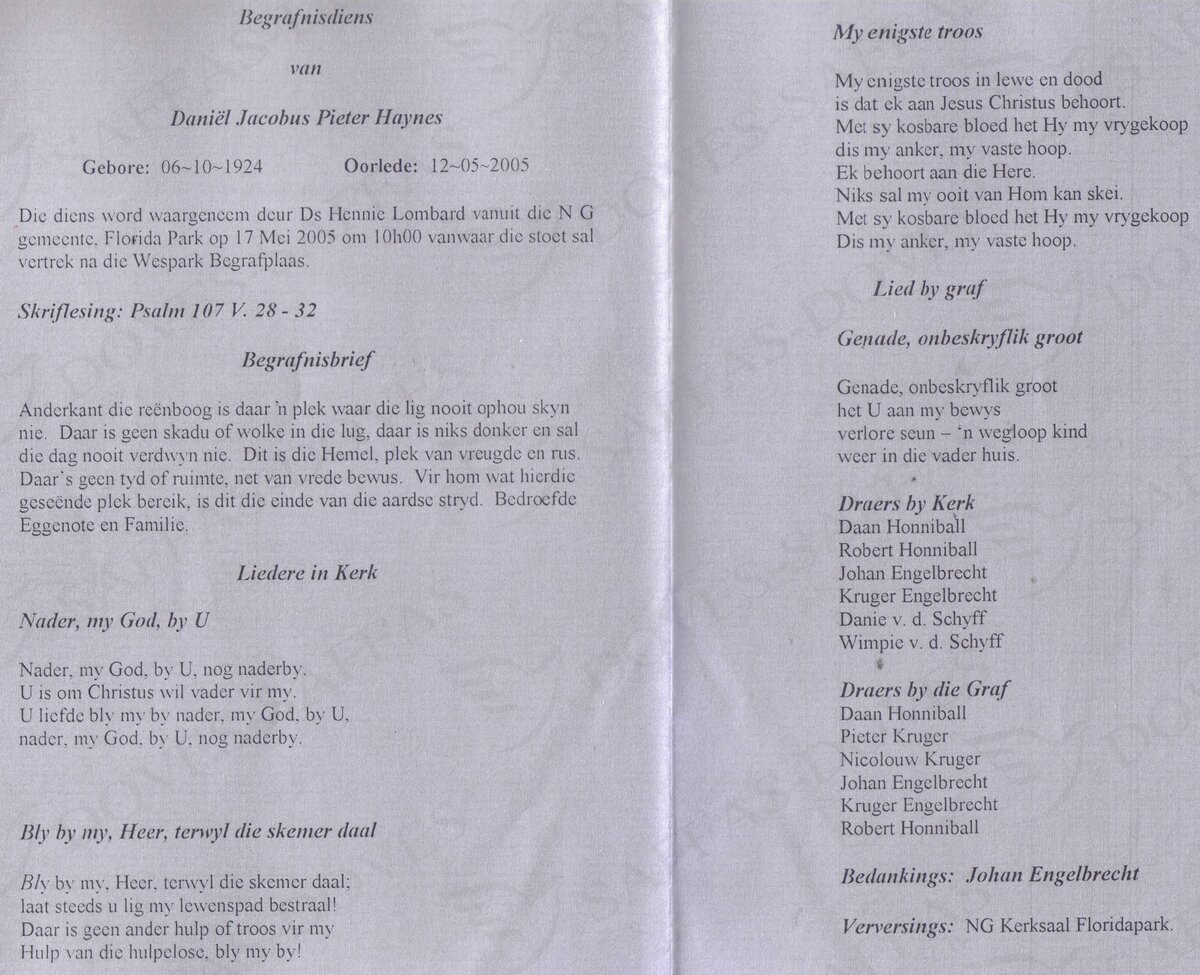 Begrafnisdiens
van
Daniël Jacobus Pieter Haynes
Gebore: 06~10~1924 Oorlede: 12~05~2005
Die diens word waargeneem deur Ds Hennie Lombard vanuit die N G
gemeente, Florida Park op 17 Mei 2005 om 10h00 vanwaar die stoet sal
vertrek na die Wespark Begrafplaas.
Skriflesing: Psalm 107 V. 28 - 32
Begrafnisbrief
Anderkant die reënboog is daar 'n plek waar die lig nooit ophou skyn
nie. Daar is geen skadu of wolke in die lug, daar is niks donker en sal
die dag nooit verdwyn nie. Dit is die Hemel, plek van vreugde en rus.
Daar's geen tyd of ruimte, net van vrede bewus. Vir hom wat hierdie
geseënde plek bereik, is dit die einde van die aardse stryd. Bedroefde
Eggenote en Familie.
Liedere in Kerk
Nader, my God, by U
Nader, my God, by U, nog naderby.
U is om Christus wil vader vir my.
U liefde bly my by nader, my God, by U,
nader, my God, by U, nog naderby.
Bly by my, Heer, terwyl die skemer daal
Bly by my, Heer, terwyl die skemer daal;
laat steeds u lig my lewenspad bestraal!
Daar is geen ander hulp of troos vir my
Hulp van die hulpelose, bly my by!
My enigste troos
My enigste troos in lewe en dood
is dat ek aan Jesus Christus behoort.
Met sy kosbare bloed het Hy my vrygekoop
dis my anker, my vaste hoop.
Ek behoort aan die Here.
Niks sal my ooit van Hom kan skei.
Met sy kosbare bloed het Hy my vrygekoop
Dis my anker, my vaste hoop.
Lied by graf
Genade, onbeskryflik groot
Genade, onbeskryflik groot
het U aan my bewys
verlore seun – 'n wegloop kind
weer in die vader huis.
Draers by Kerk
Daan Honniball
Robert Honniball
Johan Engelbrecht
Kruger Engelbrecht
Danie v. d. Schyff
Wimpie v. d. Schyff
Draers by die Graf
Daan Honniball
Pieter Kruger
Nicolouw Kruger
Johan Engelbrecht
Kruger Engelbrecht
Robert Honniball
Bedankings: Johan Engelbrecht
Verversings: NG Kerksaal Floridapark.